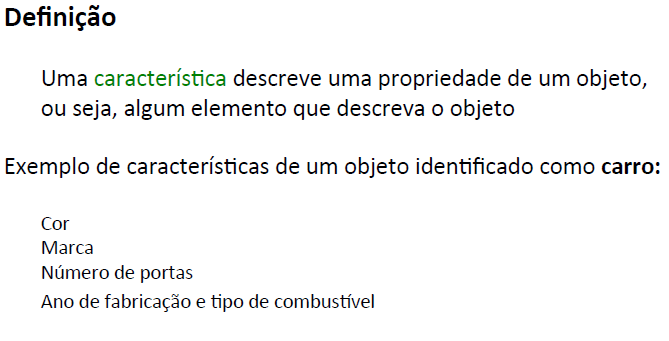 Definição
Uma característica descreve uma propriedade de um objeto,
ou seja, algum elemento que descreva o objeto
Exemplo de características de um objeto identificado como carro:
Cor
Marca
Número de portas
Ano de fabricação e tipo de combustível